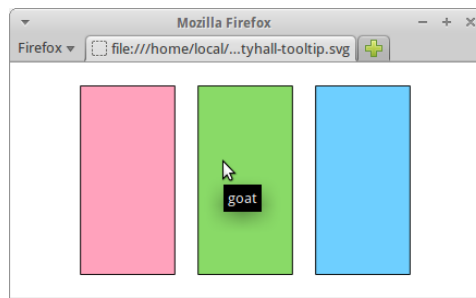 Mozilla Firefox
Firefox
file:///home/local/...tyhall-tooltip.svg
goat